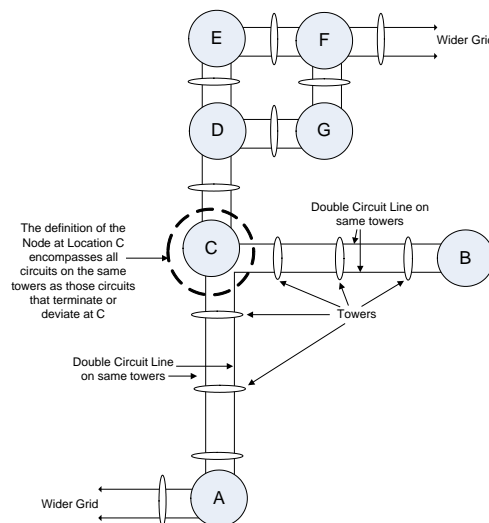 E
F
Wider Grid
D
G
Double Circuit Line on
same towers
The definition of the
Node at Location C
encompasses all
circuits on the same
towers as those circuits
that terminate or
deviate at C
C
B
Towers
Double Circuit Line
on same towers
A
Wider Grid